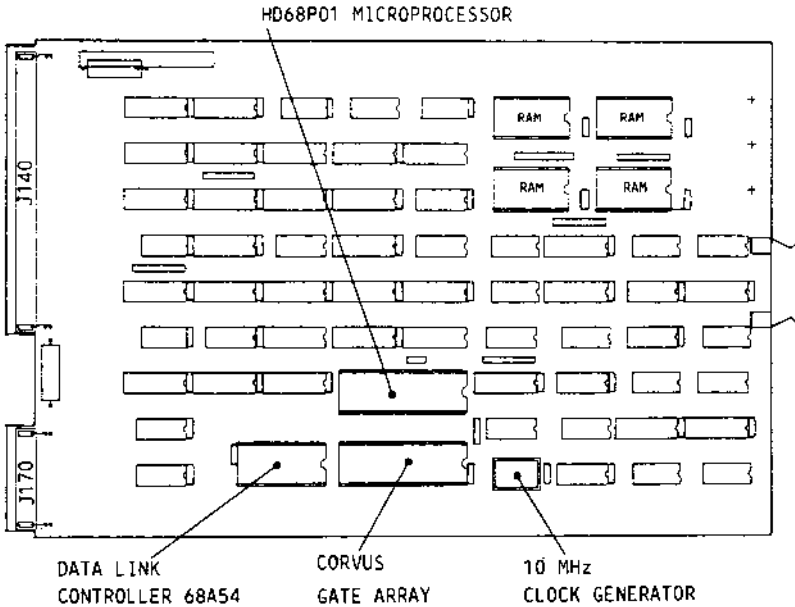 HD68P01 MICROPROCESSOR
RAM
RAM
J140
RAM
RAM
J170
DATA LINK
CONTROLLER 68A54
CORVUS
GATE ARRAY
10 MHz
CLOCK GENERATOR